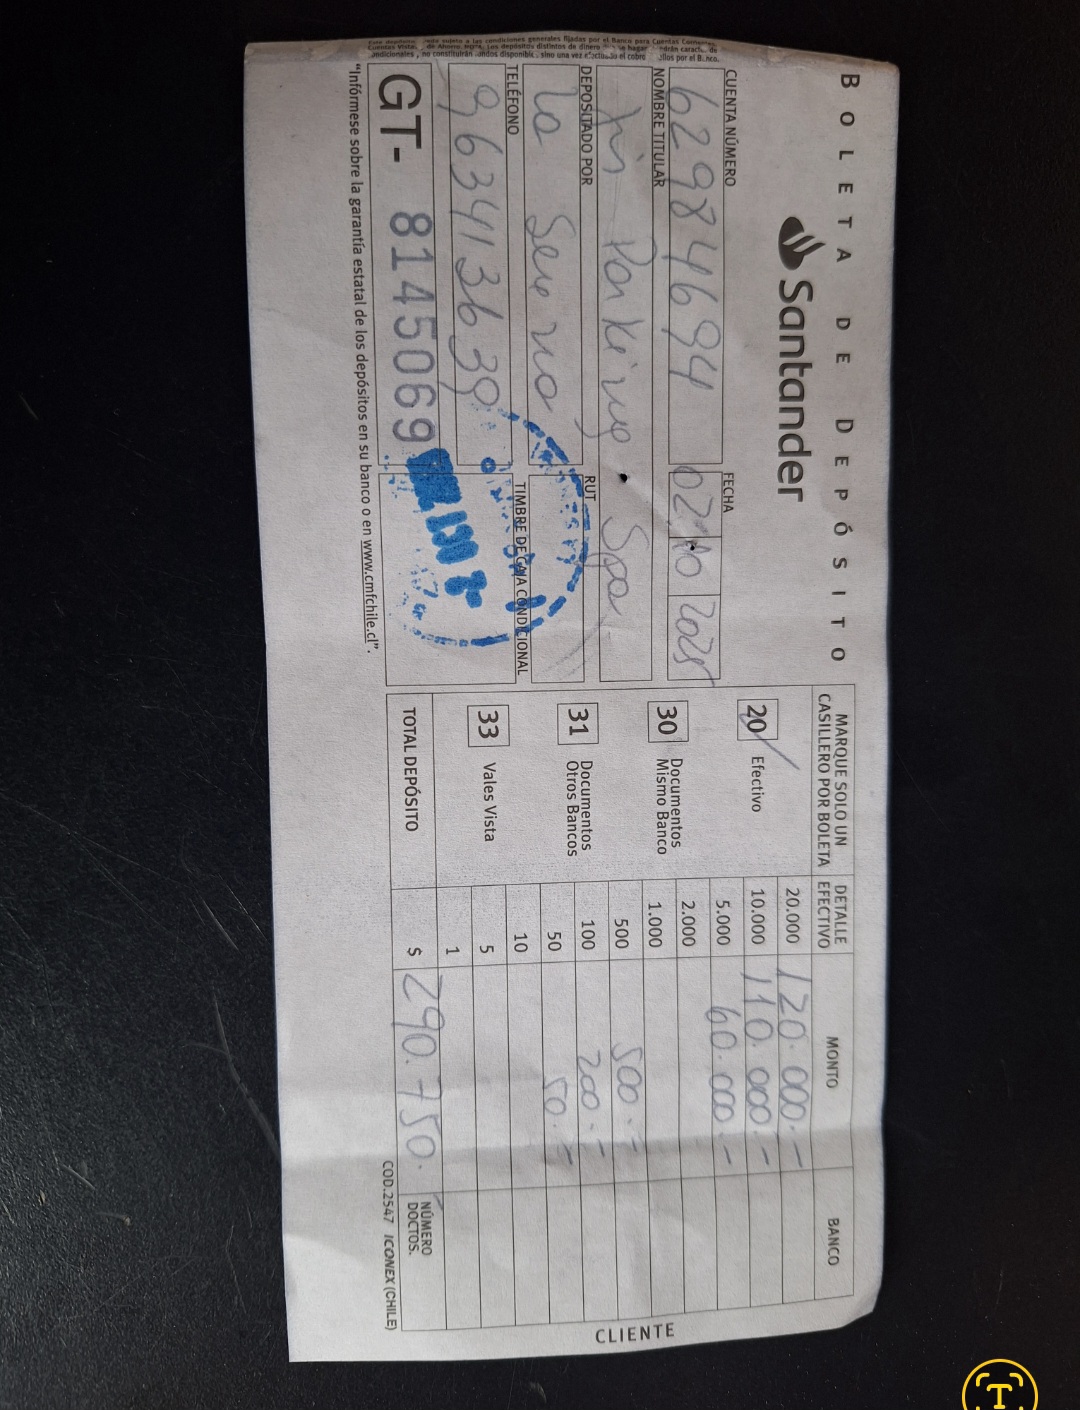 BOLETA DE DEPÓSITO
Santander
CUENTA NÚMERO
FECHA
62984694
02 10 2025
NOMBRE TITULAR
Parking Spa
DEPOSITADO POR
RUT
La Serena
TELÉFONO
TIMBRE DE CAJA CONDICIONAL
963413639
GT- 8145069
"Infórmese sobre la garantía estatal de los depósitos en su banco o en www.cmfchile.cl".
MARQUE SOLO UN CASILLERO POR BOLETA
DETALLE EFECTIVO
MONTO
BANCO
20 Efectivo
30 Documentos Mismo Banco
31 Documentos Otros Bancos
33 Vales Vista
20.000 120.000.-
10.000 110.000.-
5.000 60.000.-
2.000
1.000
500 500.-
100 200.-
50 50.-
10
5
1
TOTAL DEPÓSITO $ 290.750.
NÚMERO DOCTOS.
COD.2547 ICONEX (CHILE)
CLIENTE